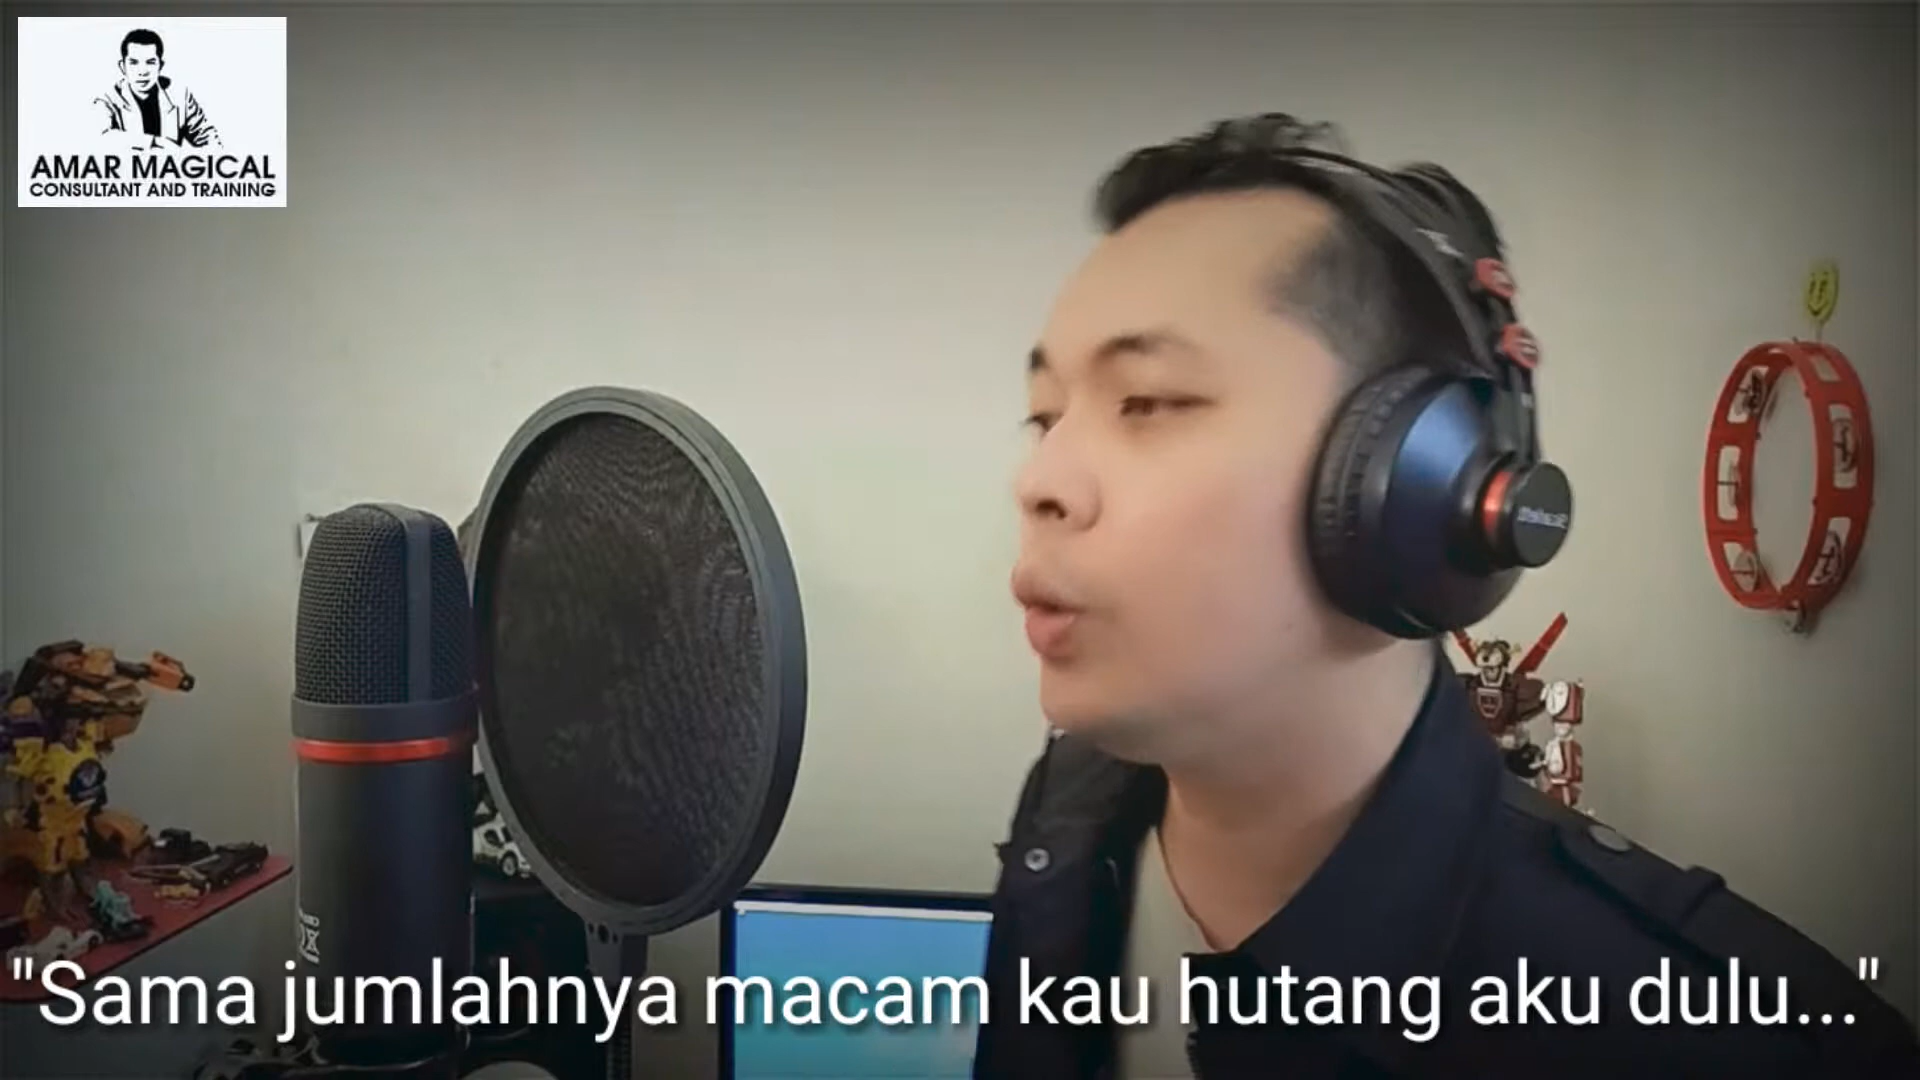 AMAR MAGICAL
CONSULTANT AND TRAINING
"Sama jumlahnya macam kau hutang aku dulu..."